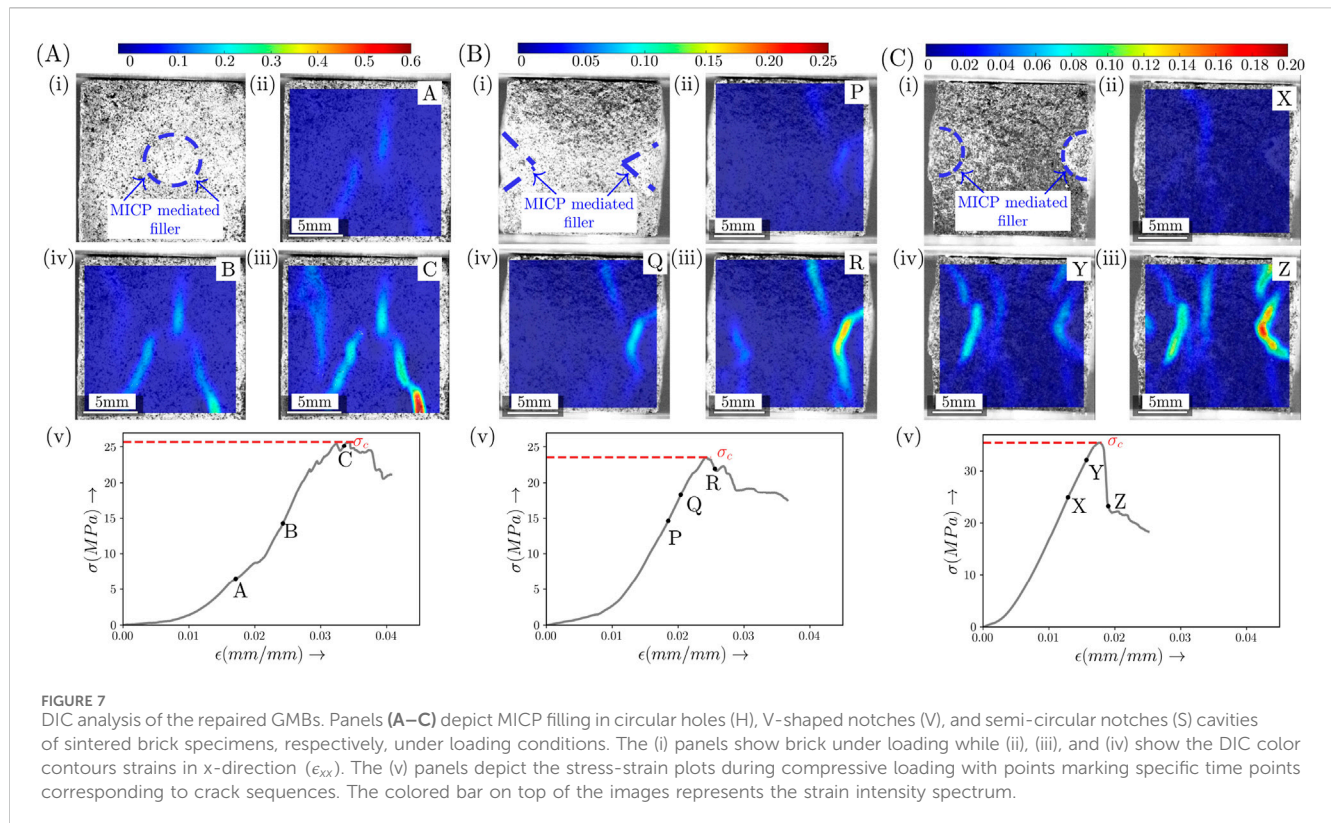 0 0.1 0.2 0.3 0.4 0.5 0.6
0 0.05 0.10 0.15 0.20 0.25
0 0.02 0.04 0.06 0.08 0.10 0.12 0.14 0.16 0.18 0.20
(A)
(i)
MICP mediated
filler
(ii)
A
5mm
(iv)
B
5mm
(iii)
C
5mm
(B)
(i)
MICP mediated
filler
(ii)
P
5mm
(iv)
Q
5mm
(iii)
R
5mm
(C)
(i)
MICP mediated
filler
(ii)
X
5mm
(iv)
Y
5mm
(iii)
Z
5mm
(v)
σ(MPa) →
25
20
15
10
5
0
σc
C
B
A
0.00 0.01 0.02 0.03 0.04
ϵ(mm/mm) →
(v)
σ(MPa) →
25
20
15
10
5
0
σc
R
Q
P
0.00 0.01 0.02 0.03 0.04
ϵ(mm/mm) →
(v)
σ(MPa) →
30
20
10
0
σc
Y
X
Z
0.00 0.01 0.02 0.03 0.04
ϵ(mm/mm) →
FIGURE 7
DIC analysis of the repaired GMBs. Panels (A–C) depict MICP filling in circular holes (H), V-shaped notches (V), and semi-circular notches (S) cavities
of sintered brick specimens, respectively, under loading conditions. The (i) panels show brick under loading while (ii), (iii), and (iv) show the DIC color
contours strains in x-direction (ϵxx). The (v) panels depict the stress-strain plots during compressive loading with points marking specific time points
corresponding to crack sequences. The colored bar on top of the images represents the strain intensity spectrum.